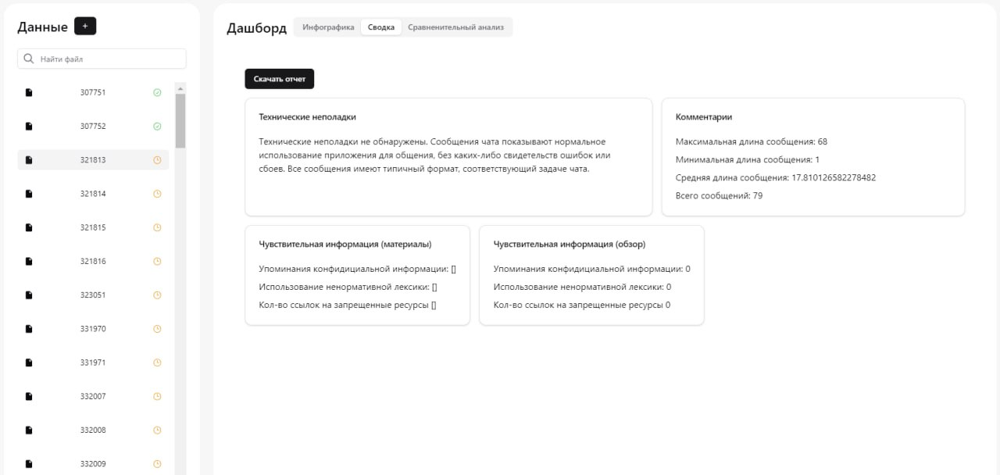 Данные
+
Найти файл
307751
307752
321813
321814
321815
321816
323051
331970
331971
332007
332008
332009
Дашборд
Инфографика Сводка Сравненительный анализ
Скачать отчет
Технические неполадки
Технические неполадки не обнаружены. Сообщения чата показывают нормальное
использование приложения для общения, без каких-либо свидетельств ошибок или
сбоев. Все сообщения имеют типичный формат, соответствующий задаче чата.
Комментарии
Максимальная длина сообщения: 68
Минимальная длина сообщения: 1
Средняя длина сообщения: 17.810126582278482
Всего сообщений: 79
Чувствительная информация (материалы)
Упоминания конфидициальной информации: []
Использование ненормативной лексики: []
Кол-во ссылок на запрещенные ресурсы []
Чувствительная информация (обзор)
Упоминания конфидициальной информации: 0
Использование ненормативной лексики: 0
Кол-во ссылок на запрещенные ресурсы 0